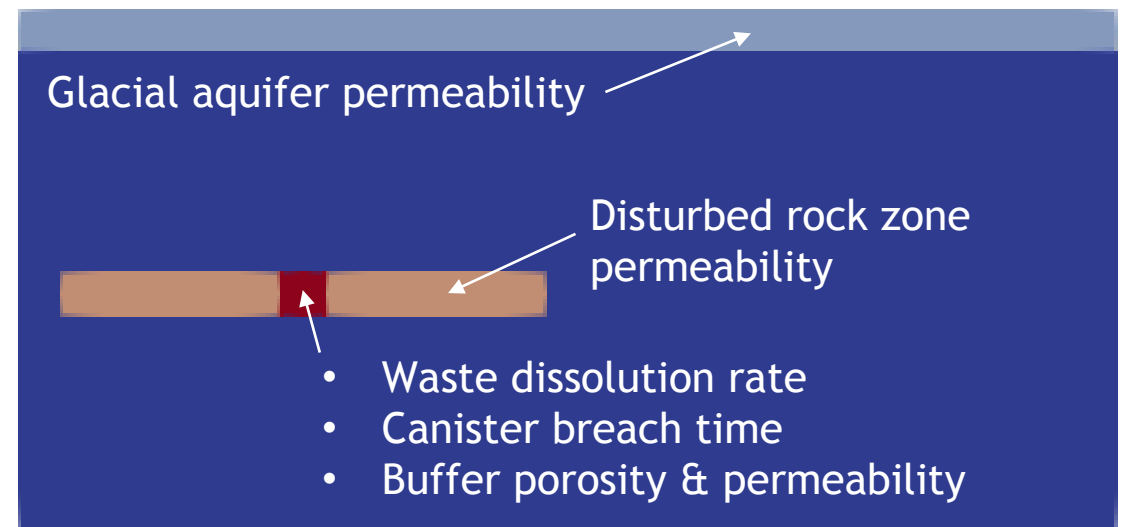 Glacial aquifer permeability
Disturbed rock zone
permeability
• Waste dissolution rate
• Canister breach time
• Buffer porosity & permeability